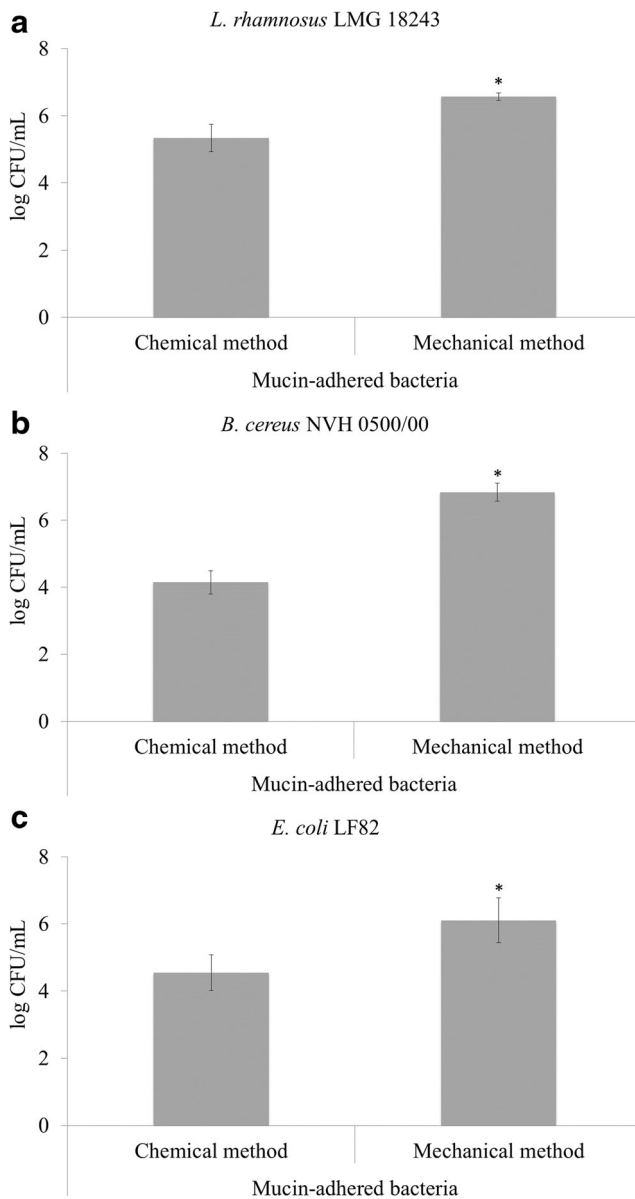 a
L. rhamnosus LMG 18243
log CFU/mL
8
6
4
2
0
*
Chemical method
Mechanical method
Mucin-adhered bacteria
b
B. cereus NVH 0500/00
log CFU/mL
8
6
4
2
0
*
Chemical method
Mechanical method
Mucin-adhered bacteria
c
E. coli LF82
log CFU/mL
8
6
4
2
0
*
Chemical method
Mechanical method
Mucin-adhered bacteria